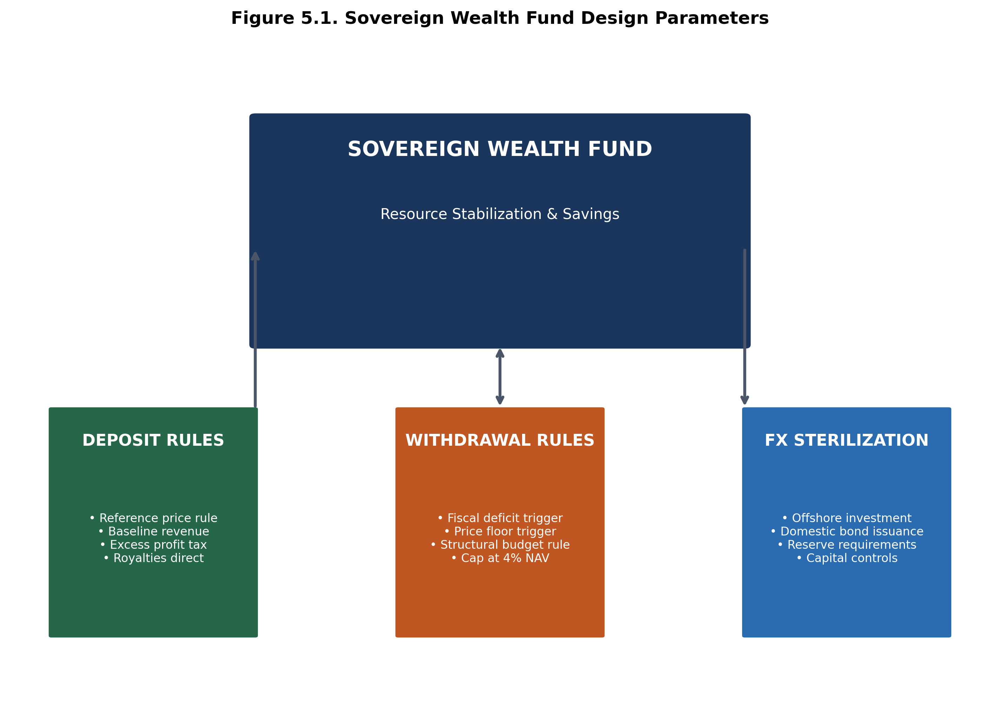 Figure 5.1. Sovereign Wealth Fund Design Parameters
SOVEREIGN WEALTH FUND
Resource Stabilization & Savings
DEPOSIT RULES
• Reference price rule
• Baseline revenue
• Excess profit tax
• Royalties direct
WITHDRAWAL RULES
• Fiscal deficit trigger
• Price floor trigger
• Structural budget rule
• Cap at 4% NAV
FX STERILIZATION
• Offshore investment
• Domestic bond issuance
• Reserve requirements
• Capital controls